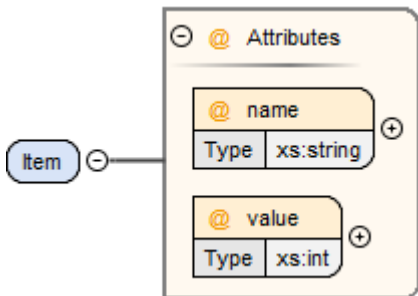 @ Attributes
@ name
Type xs:string
Item
@ value
Type xs:int